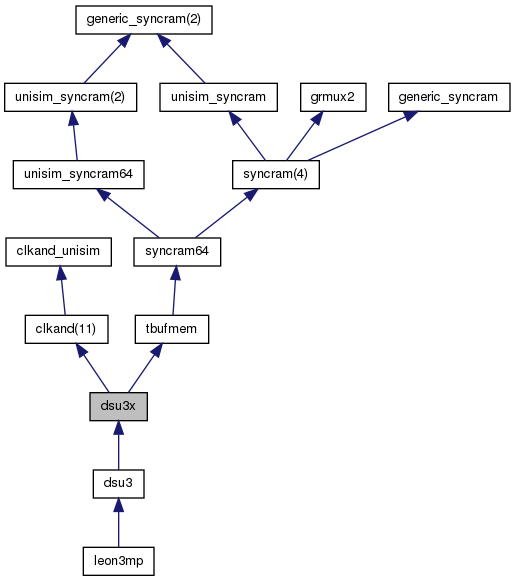 generic_syncram(2)
unisim_syncram(2)
unisim_syncram
grmux2
generic_syncram
unisim_syncram64
syncram(4)
clkand_unisim
syncram64
clkand(11)
tbufmem
dsu3x
dsu3
leon3mp